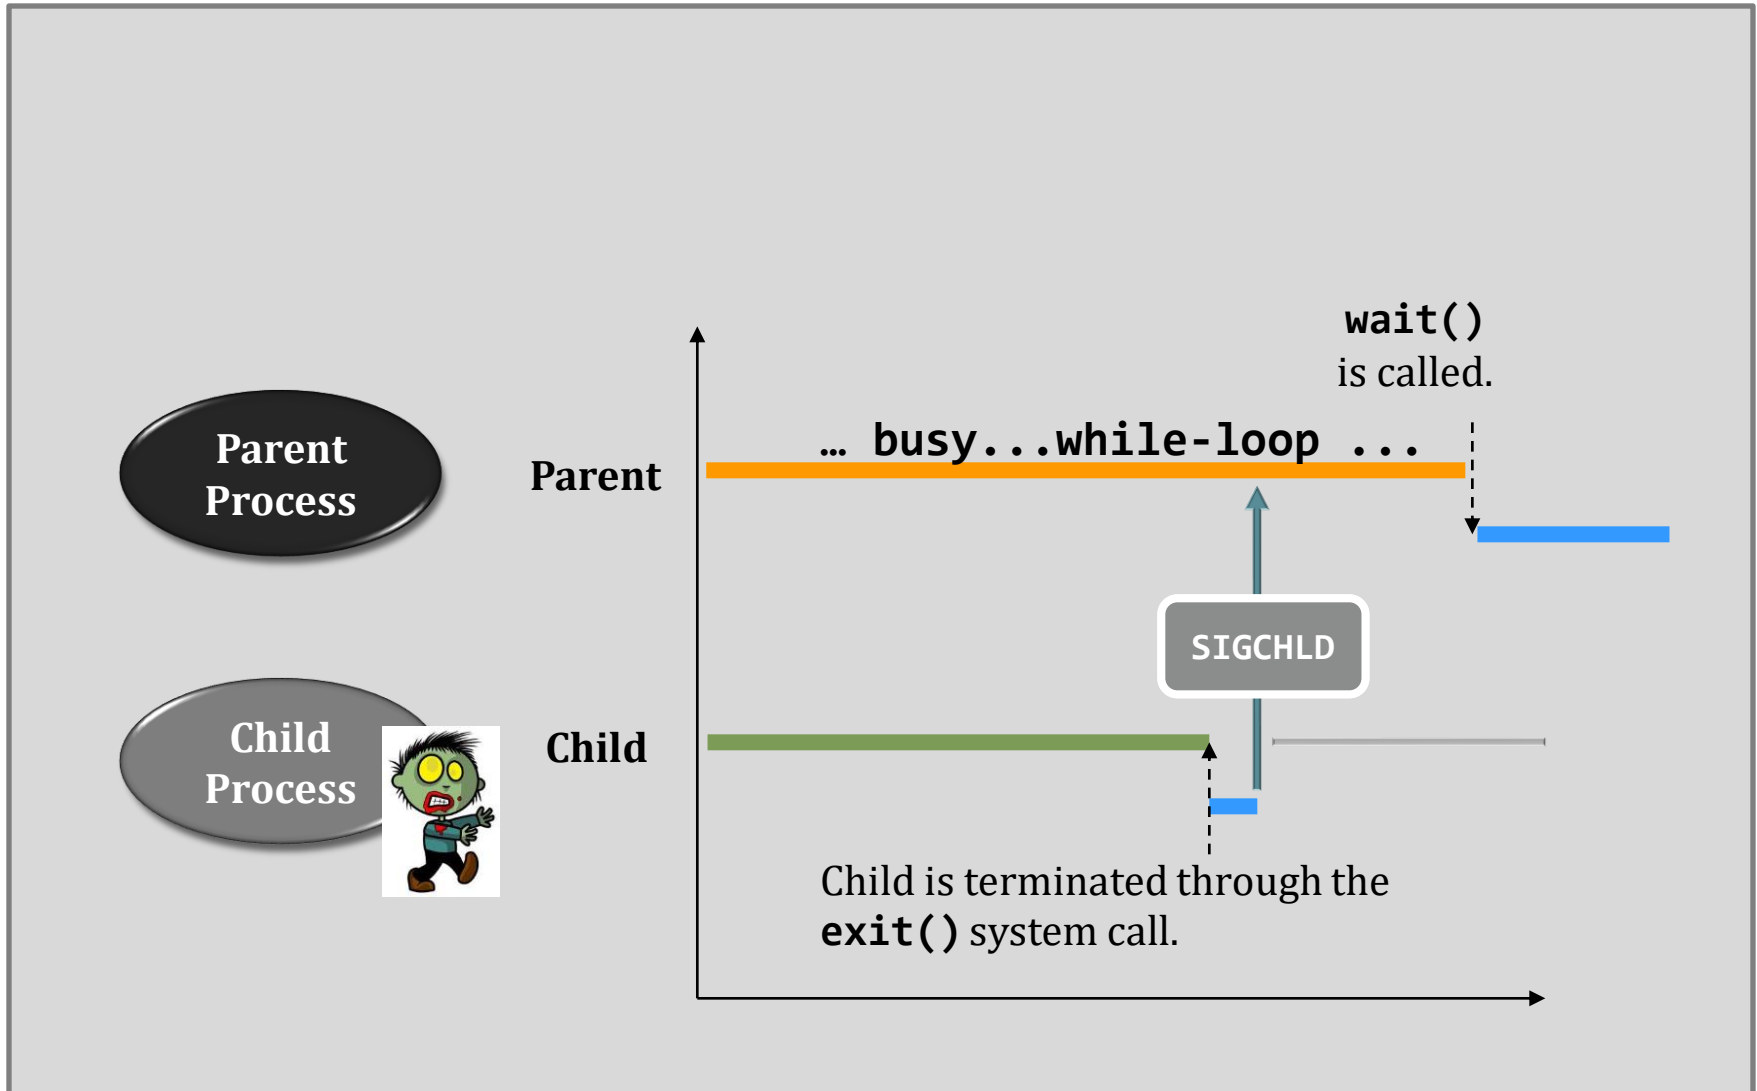 wait()
is called.
… busy...while-loop ...
Parent
Process
Parent
SIGCHLD
Child
Process
Child
Child is terminated through the
exit() system call.